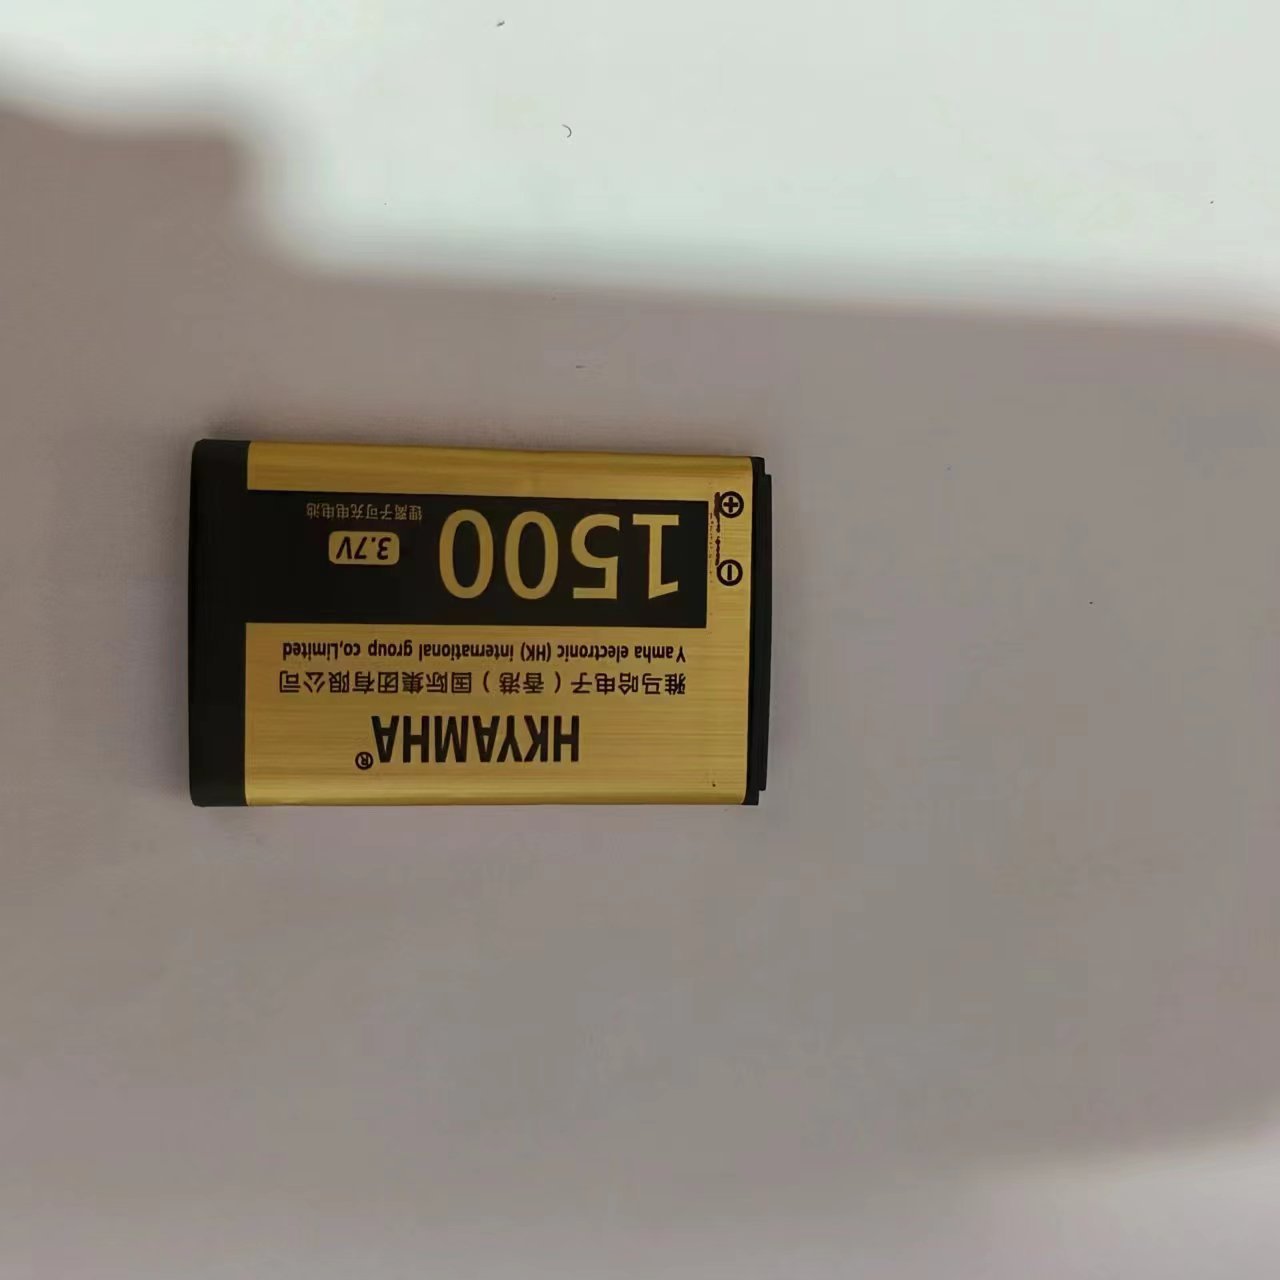 HKYAMHA®
雅马哈电子（香港）国际集团有限公司
Yamha electronic (HK) international group co,Limited
1500
3.7V
锂离子可充电电池